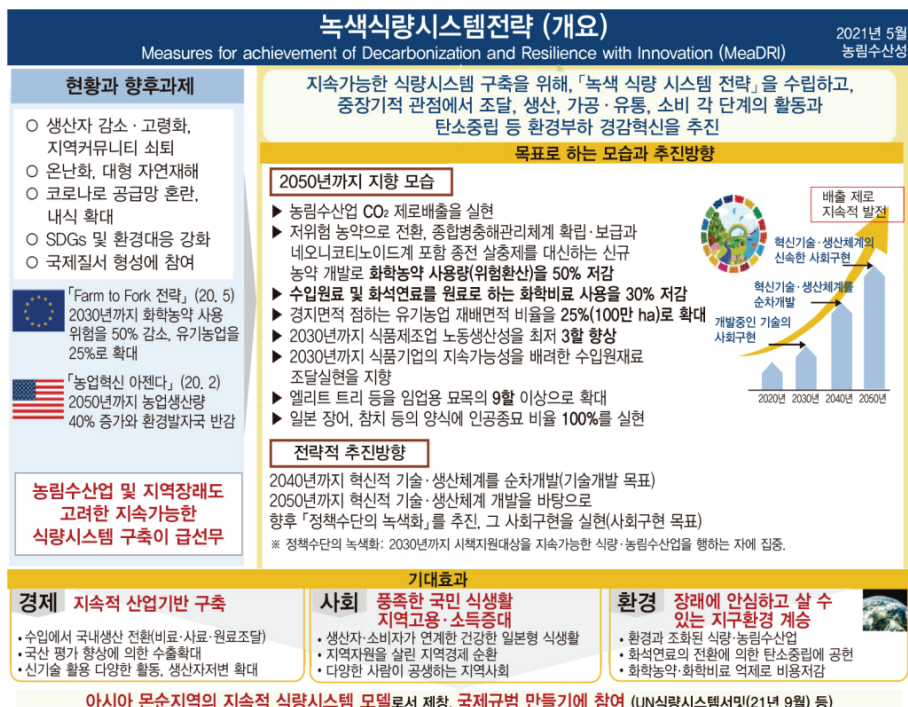 녹색식량시스템전략 (개요)
Measures for achievement of Decarbonization and Resilience with Innovation (MeaDRI)
2021년 5월
농림수산성
현황과 향후과제
○ 생산자 감소·고령화,
지역커뮤니티 쇠퇴
○ 온난화, 대형 자연재해
○ 코로나로 공급망 혼란,
내식 확대
○ SDGs 및 환경대응 강화
○ 국제질서 형성에 참여
「Farm to Fork 전략」(20. 5)
2030년까지 화학농약 사용
위험을 50% 감소, 유기농업을
25%로 확대
「농업혁신 아젠다」(20. 2)
2050년까지 농업생산량
40% 증가와 환경발자국 반감
농림수산업 및 지역장래도
고려한 지속가능한
식량시스템 구축이 급선무
지속가능한 식량시스템 구축을 위해, 「녹색 식량 시스템 전략」을 수립하고,
중장기적 관점에서 조달, 생산, 가공·유통, 소비 각 단계의 활동과
탄소중립 등 환경부하 경감혁신을 추진
목표로 하는 모습과 추진방향
2050년까지 지향 모습
▶ 농림수산업 CO₂ 제로배출을 실현
▶ 저위험 농약으로 전환, 종합병충해관리체계 확립·보급과
네오니코티노이드계 포함 종전 살충제를 대신하는 신규
농약 개발로 화학농약 사용량(위험환산)을 50% 저감
▶ 수입원료 및 화석연료를 원료로 하는 화학비료 사용을 30% 저감
▶ 경지면적 점하는 유기농업 재배면적 비율을 25%(100만 ha)로 확대
▶ 2030년까지 식품제조업 노동생산성을 최저 3할 향상
▶ 2030년까지 식품기업의 지속가능성을 배려한 수입원재료
조달실현을 지향
▶ 엘리트 트리 등을 임업용 묘목의 9할 이상으로 확대
▶ 일본 장어, 참치 등의 양식에 인공종묘 비율 100%를 실현
배출 제로
지속적 발전
혁신기술·생산체계의
신속한 사회구현
혁신기술·생산체계를
순차개발
개발중인 기술의
사회구현
2020년 2030년 2040년 2050년
전략적 추진방향
2040년까지 혁신적 기술·생산체계를 순차개발(기술개발 목표)
2050년까지 혁신적 기술·생산체계 개발을 바탕으로
향후 「정책수단의 녹색화」를 추진, 그 사회구현을 실현(사회구현 목표)
※ 정책수단의 녹색화: 2030년까지 시책지원대상을 지속가능한 식량·농림수산업을 행하는 자에 집중.
기대효과
경제 지속적 산업기반 구축
• 수입에서 국내생산 전환(비료·사료·원료조달)
• 국산 평가 향상에 의한 수출확대
• 신기술 활용 다양한 활동, 생산자저변 확대
사회 풍족한 국민 식생활
지역고용·소득증대
• 생산자·소비자가 연계한 건강한 일본형 식생활
• 지역자원을 살린 지역경제 순환
• 다양한 사람이 공생하는 지역사회
환경 장래에 안심하고 살 수
있는 지구환경 계승
• 환경과 조화된 식량·농림수산업
• 화석연료의 전환에 의한 탄소중립에 공헌
• 화학농약·화학비료 억제로 비용저감
아시아 몬순지역의 지속적 식량시스템 모델로서 제창, 국제규범 만들기에 참여 (UN식량시스템서밋(21년 9월) 등)